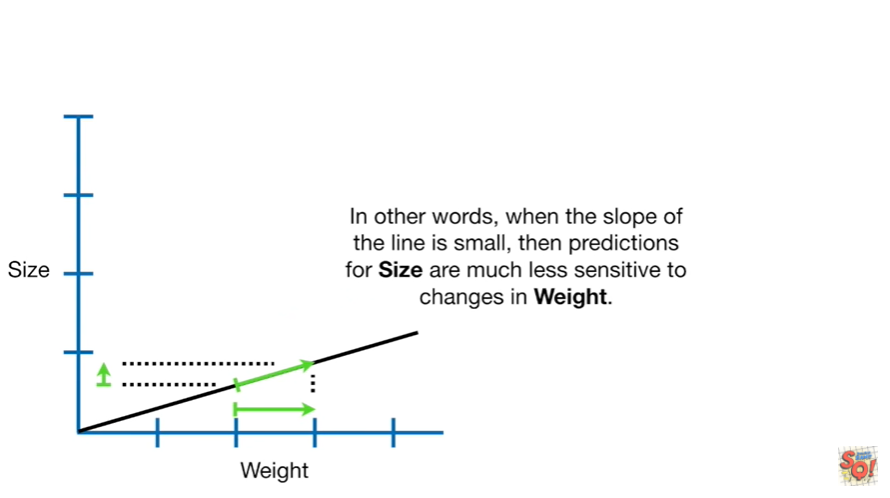 In other words, when the slope of
the line is small, then predictions
for Size are much less sensitive to
changes in Weight.
Size
Weight